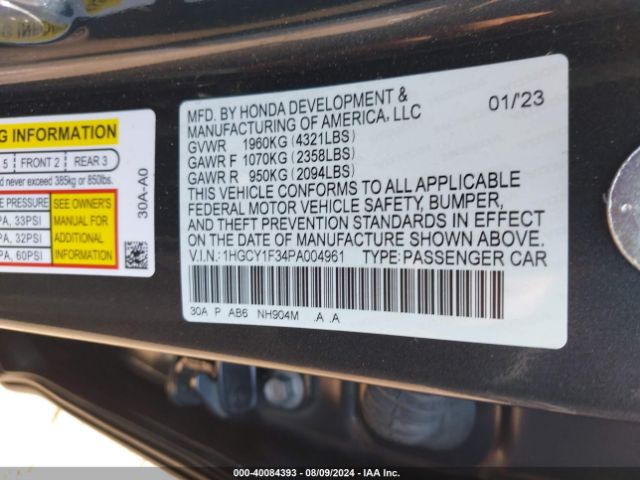 MFD. BY HONDA DEVELOPMENT & 01/'23
MANUFACTURING OF AMERICA, LLC
GVWR 1960KG (4321LBS)
GAWR F 1070KG (2358LBS)
GAWR R 950KG (2094LBS)
THIS VEHICLE CONFORMS TO ALL APPLICABLE
FEDERAL MOTOR VEHICLE SAFETY, BUMPER,
AND THEFT PREVENTION STANDARDS IN EFFECT
ON THE DATE OF MANUFACTURE SHOWN ABOVE.
V.I.N.: 1HGCY1F34PA004961 TYPE: PASSENGER CAR
30A P AB6 NH904M .A .A
NG INFORMATION
5 FRONT 2 REAR 3
d never exceed 385kg or 850lbs.
E PRESSURE
PA, 33PSI
PA, 32PSI
PA, 60PSI
SEE OWNER'S
MANUAL FOR
ADDITIONAL
INFORMATION
30A-A0
000-40084393 - 08/09/2024 - IAA Inc.